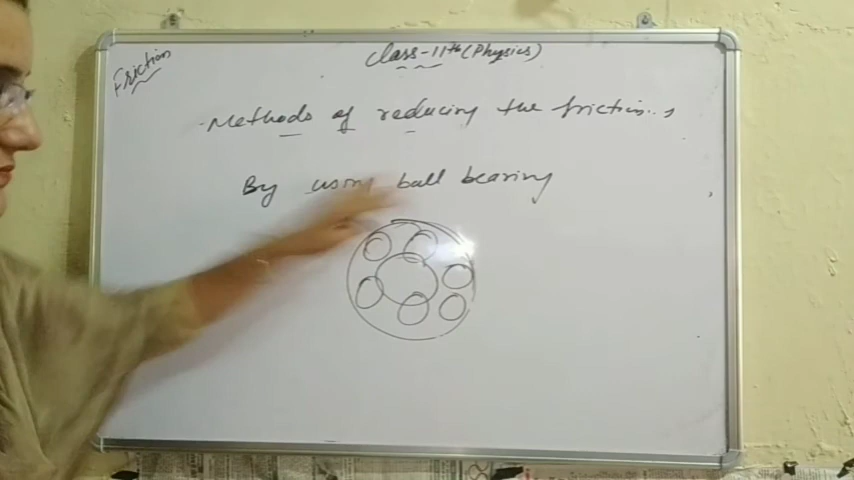 Friction
Class-11th (Physics)
Methods of reducing the friction..,
By using ball bearing